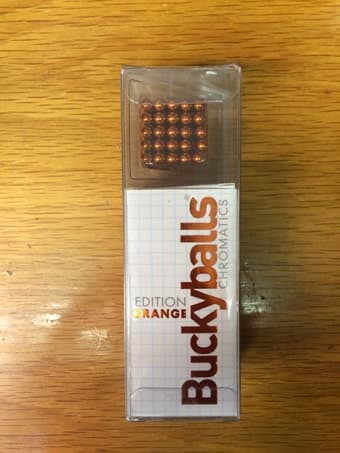 Buckyballs
CHROMATICS
EDITION
ORANGE